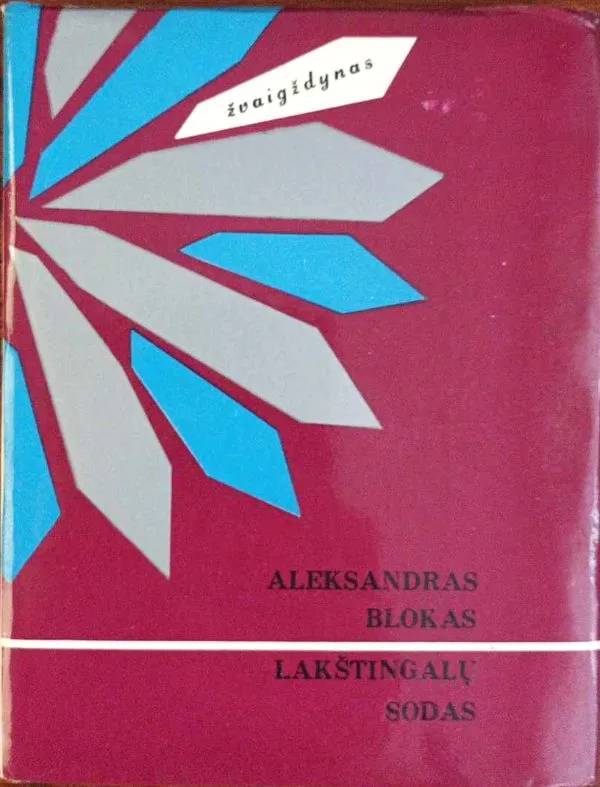 žvaigždynas
ALEKSANDRAS
BLOKAS
LAKŠTINGALŲ
SODAS